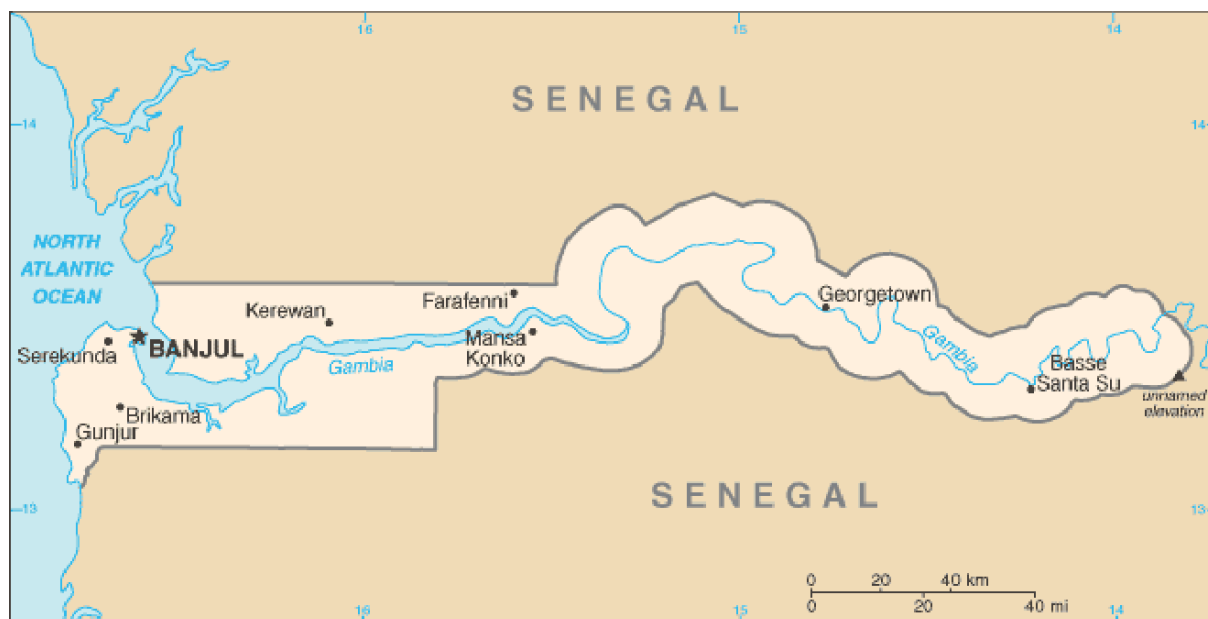 16
15
14
SENEGAL
14
14
NORTH
ATLANTIC
OCEAN
Georgetown
Farafenni
Kerewan
BANJUL
Serekunda
Mansa
Konko
Gambia
Gambia
Basse
Santa Su
unnamed
elevation
Brikama
Gunjur
SENEGAL
13
13
0 20 40 km
0 20 40 mi
16
15
14